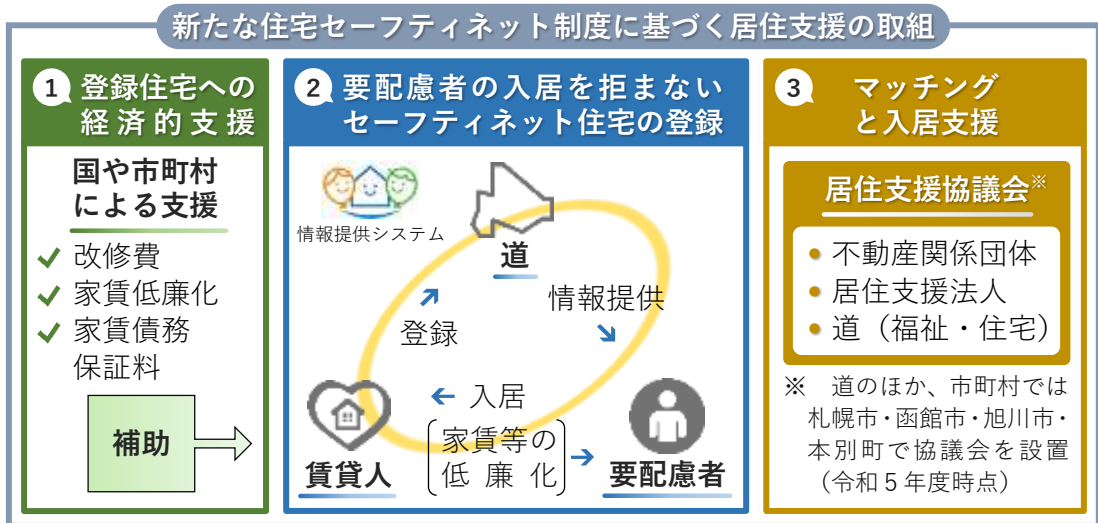 新たな住宅セーフティネット制度に基づく居住支援の取組
1 登録住宅への
経済的支援
国や市町村
による支援
✓ 改修費
✓ 家賃低廉化
✓ 家賃債務
保証料
補助
2 要配慮者の入居を拒まない
セーフティネット住宅の登録
情報提供システム
道
情報提供
登録
← 入居
家賃等の
低廉化
→
賃貸人
要配慮者
3 マッチング
と入居支援
居住支援協議会※
• 不動産関係団体
• 居住支援法人
• 道（福祉・住宅）
※ 道のほか、市町村では
札幌市・函館市・旭川市・
本別町で協議会を設置
（令和5年度時点）